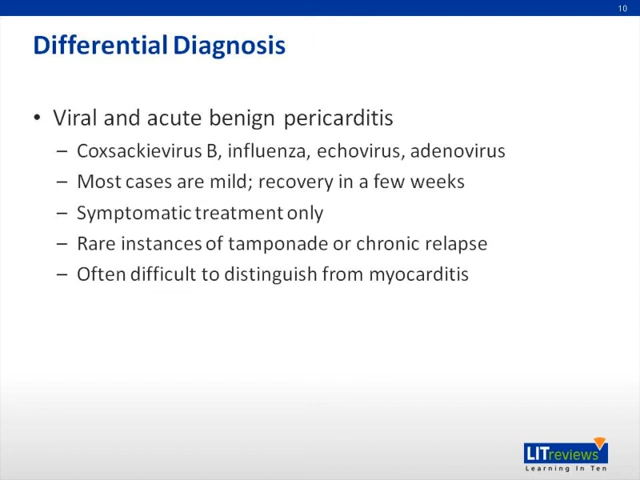 10
Differential Diagnosis
• Viral and acute benign pericarditis
– Coxsackievirus B, influenza, echovirus, adenovirus
– Most cases are mild; recovery in a few weeks
– Symptomatic treatment only
– Rare instances of tamponade or chronic relapse
– Often difficult to distinguish from myocarditis
LITreviews
Learning In Ten